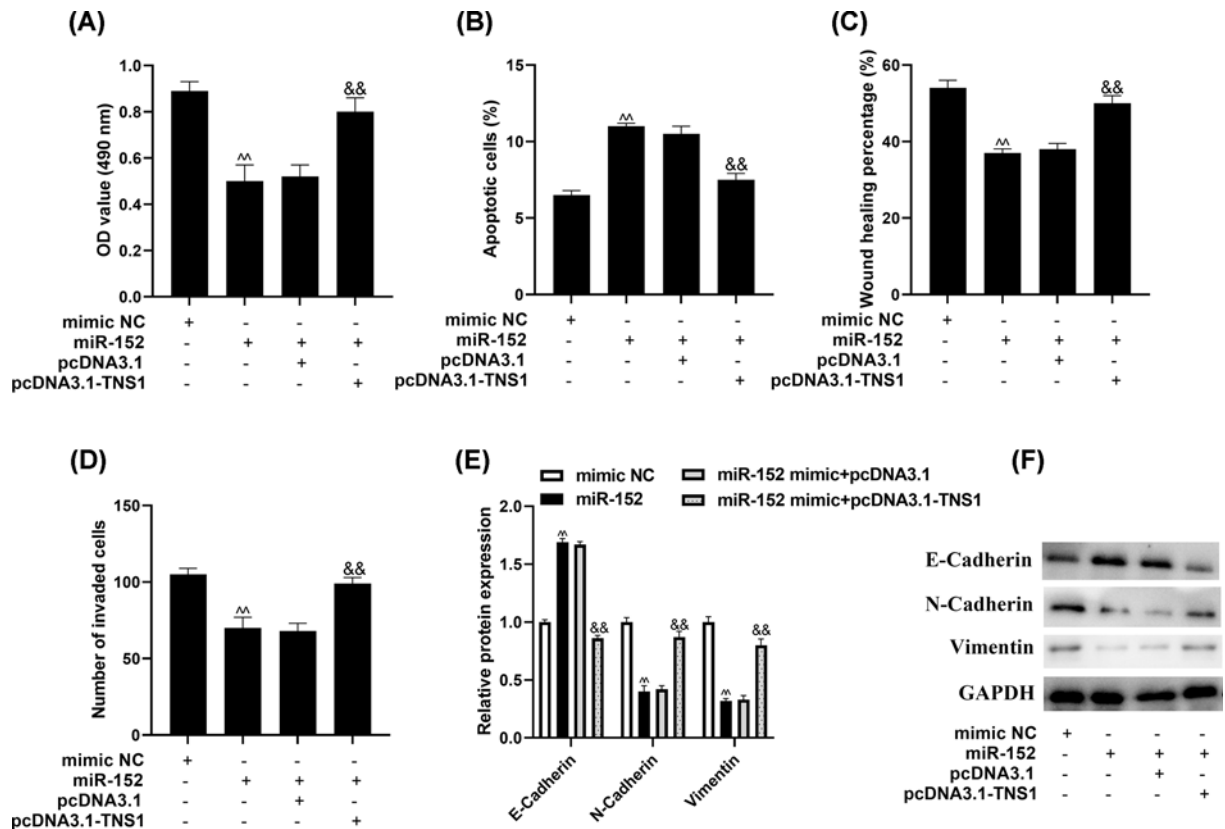 (A)
OD value (490 nm)
1.0
0.8
0.6
0.4
0.2
0.0
^^
&&
mimic NC + - - -
miR-152 - + + +
pcDNA3.1 - - + -
pcDNA3.1-TNS1 - - - +
(B)
Apoptotic cells (%)
15
10
5
0
^^
&&
mimic NC + - - -
miR-152 - + + +
pcDNA3.1 - - + -
pcDNA3.1-TNS1 - - - +
(C)
Wound healing percentage (%)
60
40
20
0
^^
&&
mimic NC + - - -
miR-152 - + + +
pcDNA3.1 - - + -
pcDNA3.1-TNS1 - - - +
(D)
Number of invaded cells
150
100
50
0
^^
&&
mimic NC + - - -
miR-152 - + + +
pcDNA3.1 - - + -
pcDNA3.1-TNS1 - - - +
(E)
mimic NC
miR-152
miR-152 mimic+pcDNA3.1
miR-152 mimic+pcDNA3.1-TNS1
Relative protein expression
2.0
1.5
1.0
0.5
0.0
^^
&&
^^
&&
^^
&&
E-Cadherin
N-Cadherin
Vimentin
(F)
E-Cadherin
N-Cadherin
Vimentin
GAPDH
mimic NC + - - -
miR-152 - + + +
pcDNA3.1 - - + -
pcDNA3.1-TNS1 - - - +